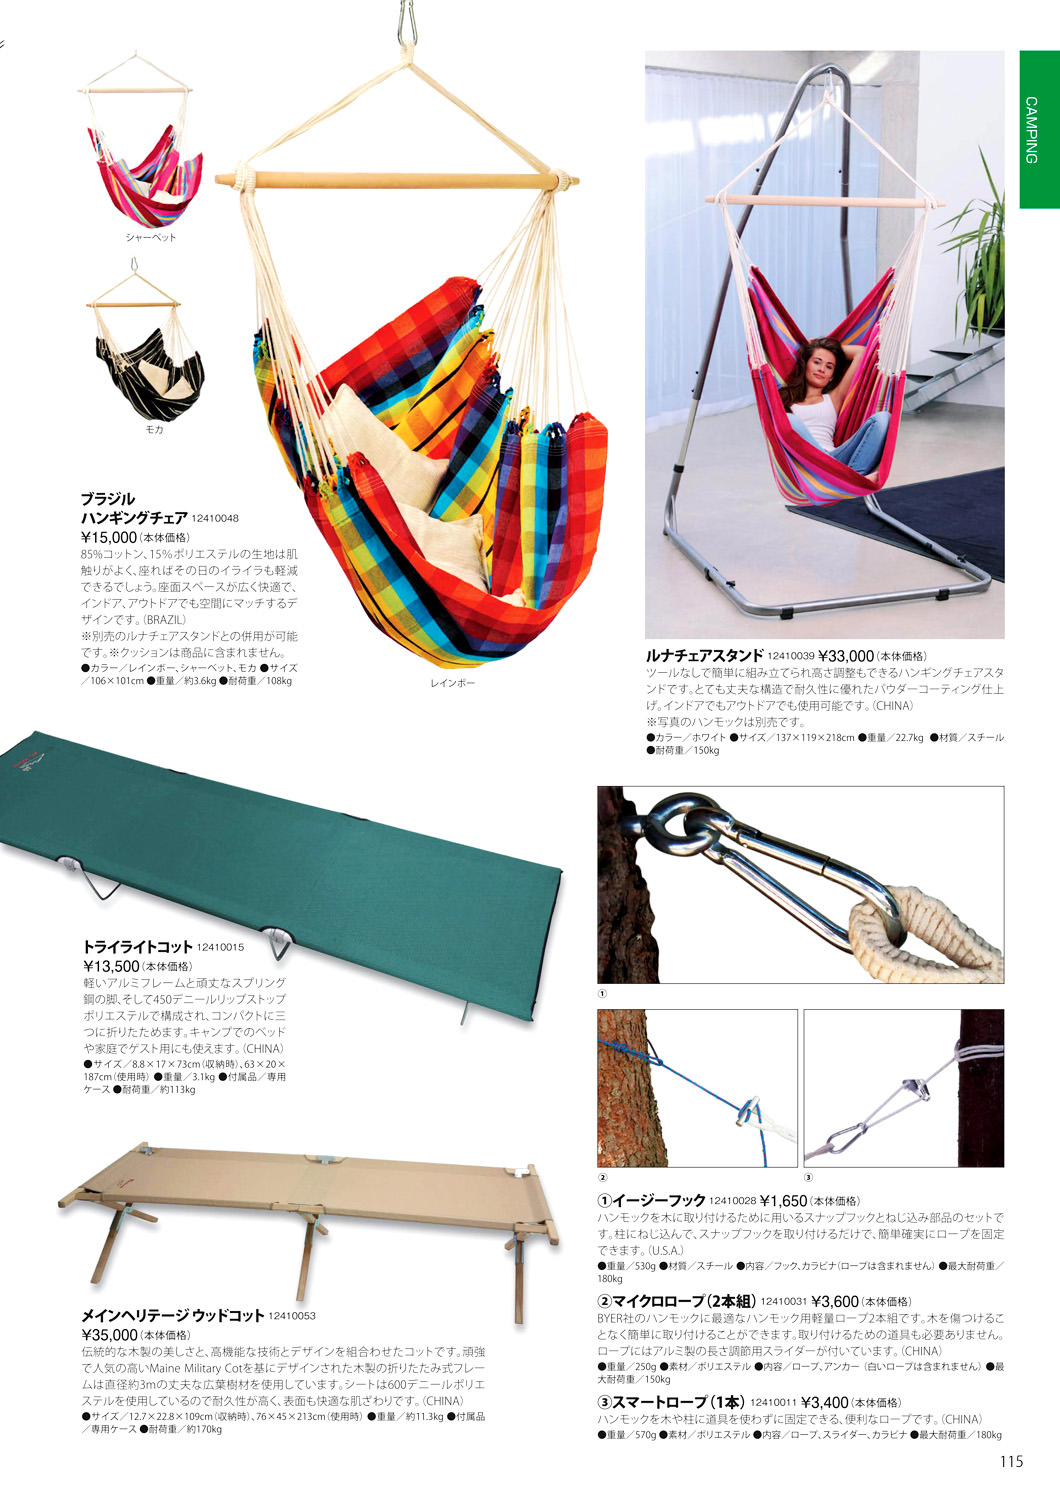 CAMPING
シャーベット
モカ
ブラジル
ハンギングチェア 12410048
¥15,000(本体価格)
85%コットン、15%ポリエステルの生地は肌
触りがよく、座ればその日のイライラも軽減
できるでしょう。座面スペースが広く快適で、
インドア、アウトドアでも空間にマッチするデ
ザインです。(BRAZIL)
※別売のルナチェアスタンドとの併用が可能
です。※クッションは商品に含まれません。
●カラー／レインボー、シャーベット、モカ ●サイズ
／106×101cm ●重量／約3.6kg ●耐荷重／108kg
レインボー
ルナチェアスタンド 12410039 ¥33,000(本体価格)
ツールなしで簡単に組み立てられ高さ調整もできるハンギングチェアスタ
ンドです。とても丈夫な構造で耐久性に優れたパウダーコーティング仕上
げ。インドアでもアウトドアでも使用可能です。(CHINA)
※写真のハンモックは別売です。
●カラー／ホワイト ●サイズ／137×119×218cm ●重量／22.7kg ●材質／スチール
●耐荷重／150kg
トライライトコット 12410015
¥13,500(本体価格)
軽いアルミフレームと頑丈なスプリング
鋼の脚、そして450デニールリップストップ
ポリエステルで構成され、コンパクトに三
つに折りたためます。キャンプでのベッド
や家庭でゲスト用にも使えます。(CHINA)
●サイズ／8.8×17×73cm(収納時)、63×20×
187cm(使用時) ●重量／3.1kg ●付属品／専用
ケース ●耐荷重／約113kg
メインヘリテージ ウッドコット 12410053
¥35,000(本体価格)
伝統的な木製の美しさと、高機能な技術とデザインを組合わせたコットです。頑強
で人気の高いMaine Military Cotを基にデザインされた木製の折りたたみ式フレー
ムは直径約3mの丈夫な広葉樹材を使用しています。シートは600デニールポリエ
ステルを使用しているので耐久性が高く、表面も快適な肌ざわりです。(CHINA)
●サイズ／12.7×22.8×109cm(収納時)、76×45×213cm(使用時) ●重量／約11.3kg ●付属品
／専用ケース ●耐荷重／約170kg
①
②
③
①イージーフック 12410028 ¥1,650(本体価格)
ハンモックを木に取り付けるために用いるスナップフックとねじ込み部品のセットで
す。柱にねじ込んで、スナップフックを取り付けるだけで、簡単確実にロープを固定
できます。(U.S.A.)
●重量／530g ●材質／スチール ●内容／フック、カラビナ(ロープは含まれません) ●最大耐荷重／
180kg
②マイクロロープ(2本組) 12410031 ¥3,600(本体価格)
BYER社のハンモックに最適なハンモック用軽量ロープ2本組です。木を傷つけるこ
となく簡単に取り付けることができます。取り付けるための道具も必要ありません。
ロープにはアルミ製の長さ調節用スライダーが付いています。(CHINA)
●重量／250g ●素材／ポリエステル ●内容／ロープ、アンカー (白いロープは含まれません) ●最
大耐荷重／150kg
③スマートロープ(1本) 12410011 ¥3,400(本体価格)
ハンモックを木や柱に道具を使わずに固定できる、便利なロープです。(CHINA)
●重量／570g ●素材／ポリエステル ●内容／ロープ、スライダー、カラビナ ●最大耐荷重／180kg
115